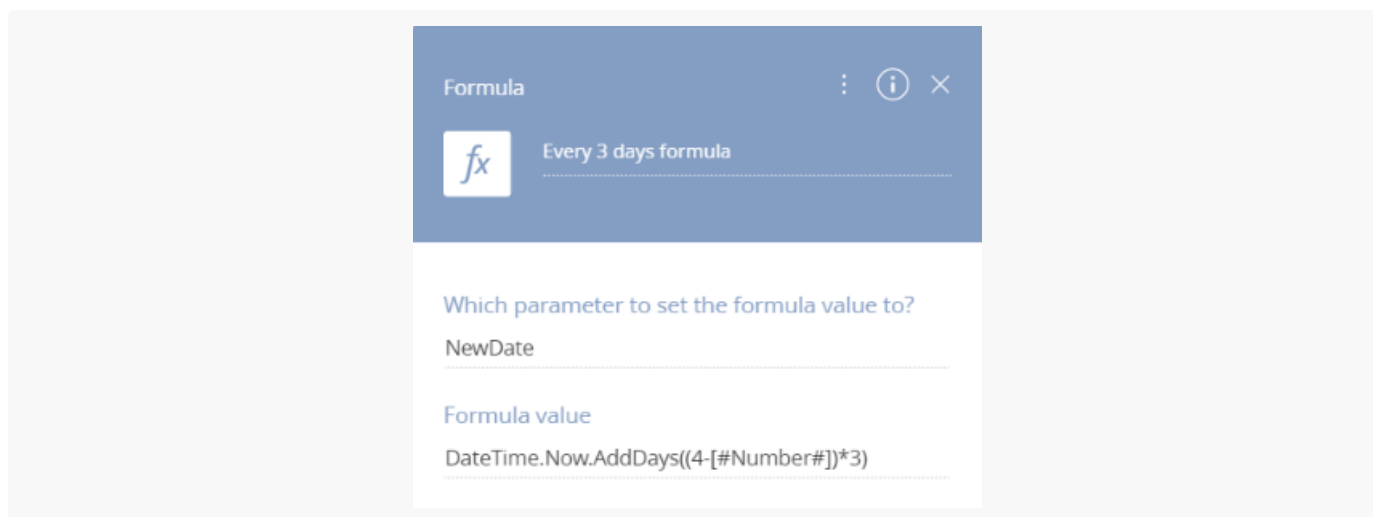 Formula
fx
Every 3 days formula
Which parameter to set the formula value to?
NewDate
Formula value
DateTime.Now.AddDays((4-[#Number#])*3)